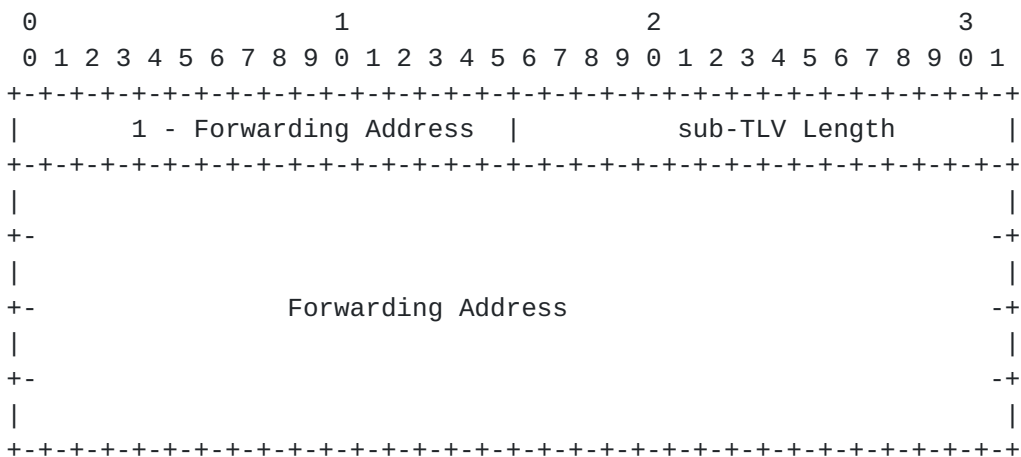 0                   1                   2                   3
 0 1 2 3 4 5 6 7 8 9 0 1 2 3 4 5 6 7 8 9 0 1 2 3 4 5 6 7 8 9 0 1
+-+-+-+-+-+-+-+-+-+-+-+-+-+-+-+-+-+-+-+-+-+-+-+-+-+-+-+-+-+-+-+-+
|       1 - Forwarding Address  |          sub-TLV Length       |
+-+-+-+-+-+-+-+-+-+-+-+-+-+-+-+-+-+-+-+-+-+-+-+-+-+-+-+-+-+-+-+-+
|                                                               |
+-                                                             -+
|                                                               |
+-                Forwarding Address                           -+
|                                                               |
+-                                                             -+
|                                                               |
+-+-+-+-+-+-+-+-+-+-+-+-+-+-+-+-+-+-+-+-+-+-+-+-+-+-+-+-+-+-+-+-+